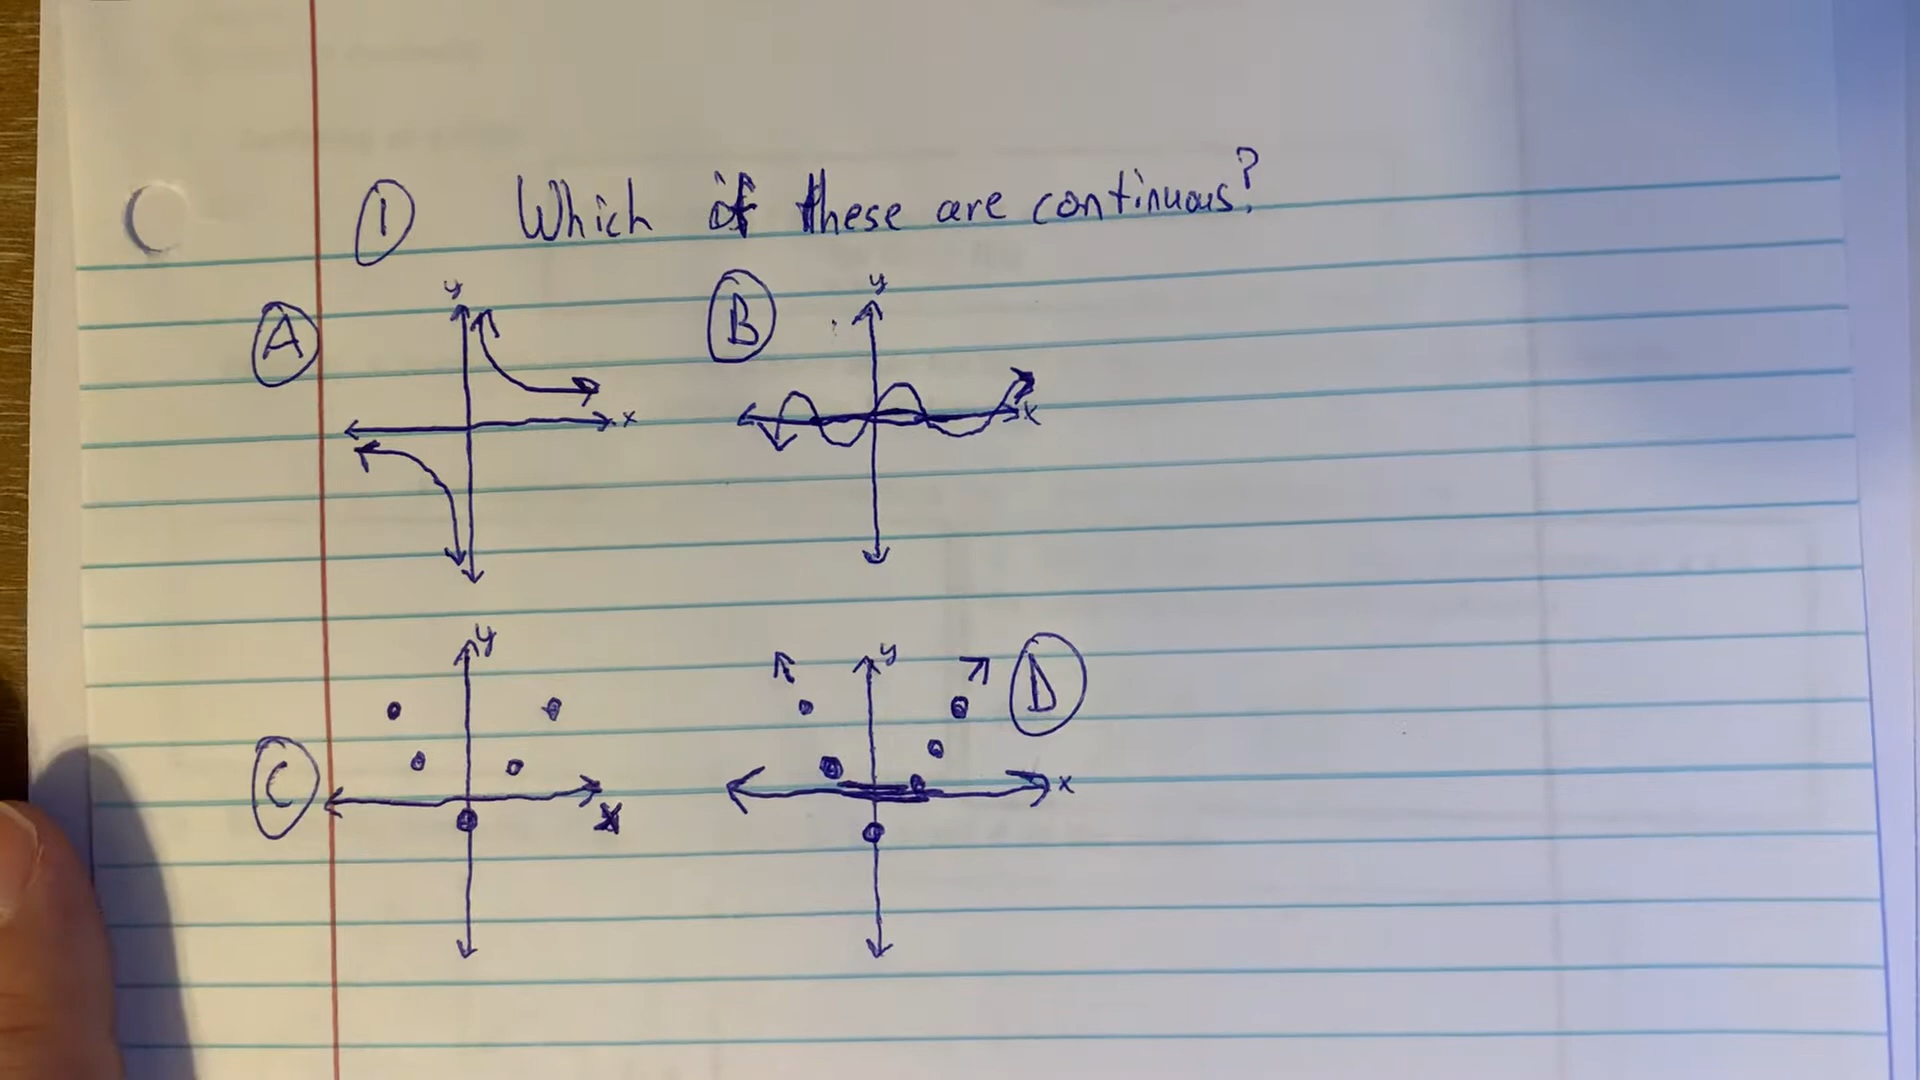 ① Which of these are continuous?
Ⓐ y x
Ⓑ y x
Ⓒ y x
Ⓓ y x